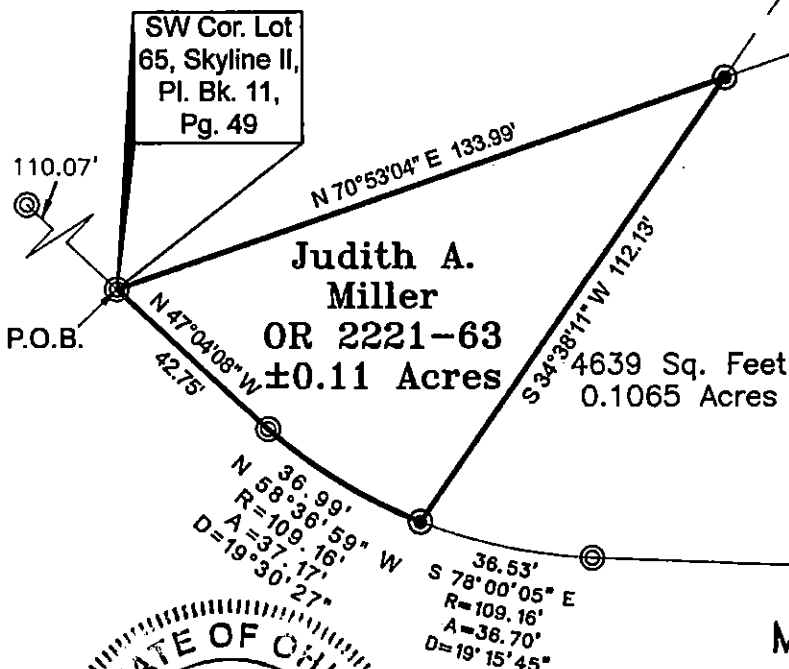 SW Cor. Lot
65, Skyline II,
Pl. Bk. 11,
Pg. 49
110.07'
N 70°53'04" E 133.99'
Judith A.
Miller
OR 2221-63
±0.11 Acres
P.O.B.
N 47°04'08" W
42.75'
S 34°38'11" W 112.13'
4639 Sq. Feet
0.1065 Acres
36.99'
N 58°36'59" W
R=109.16'
A=37.17'
D=19°30'27"
36.53'
S 78°00'05" E
R=109.16'
A=36.70'
D=19°15'45"
M